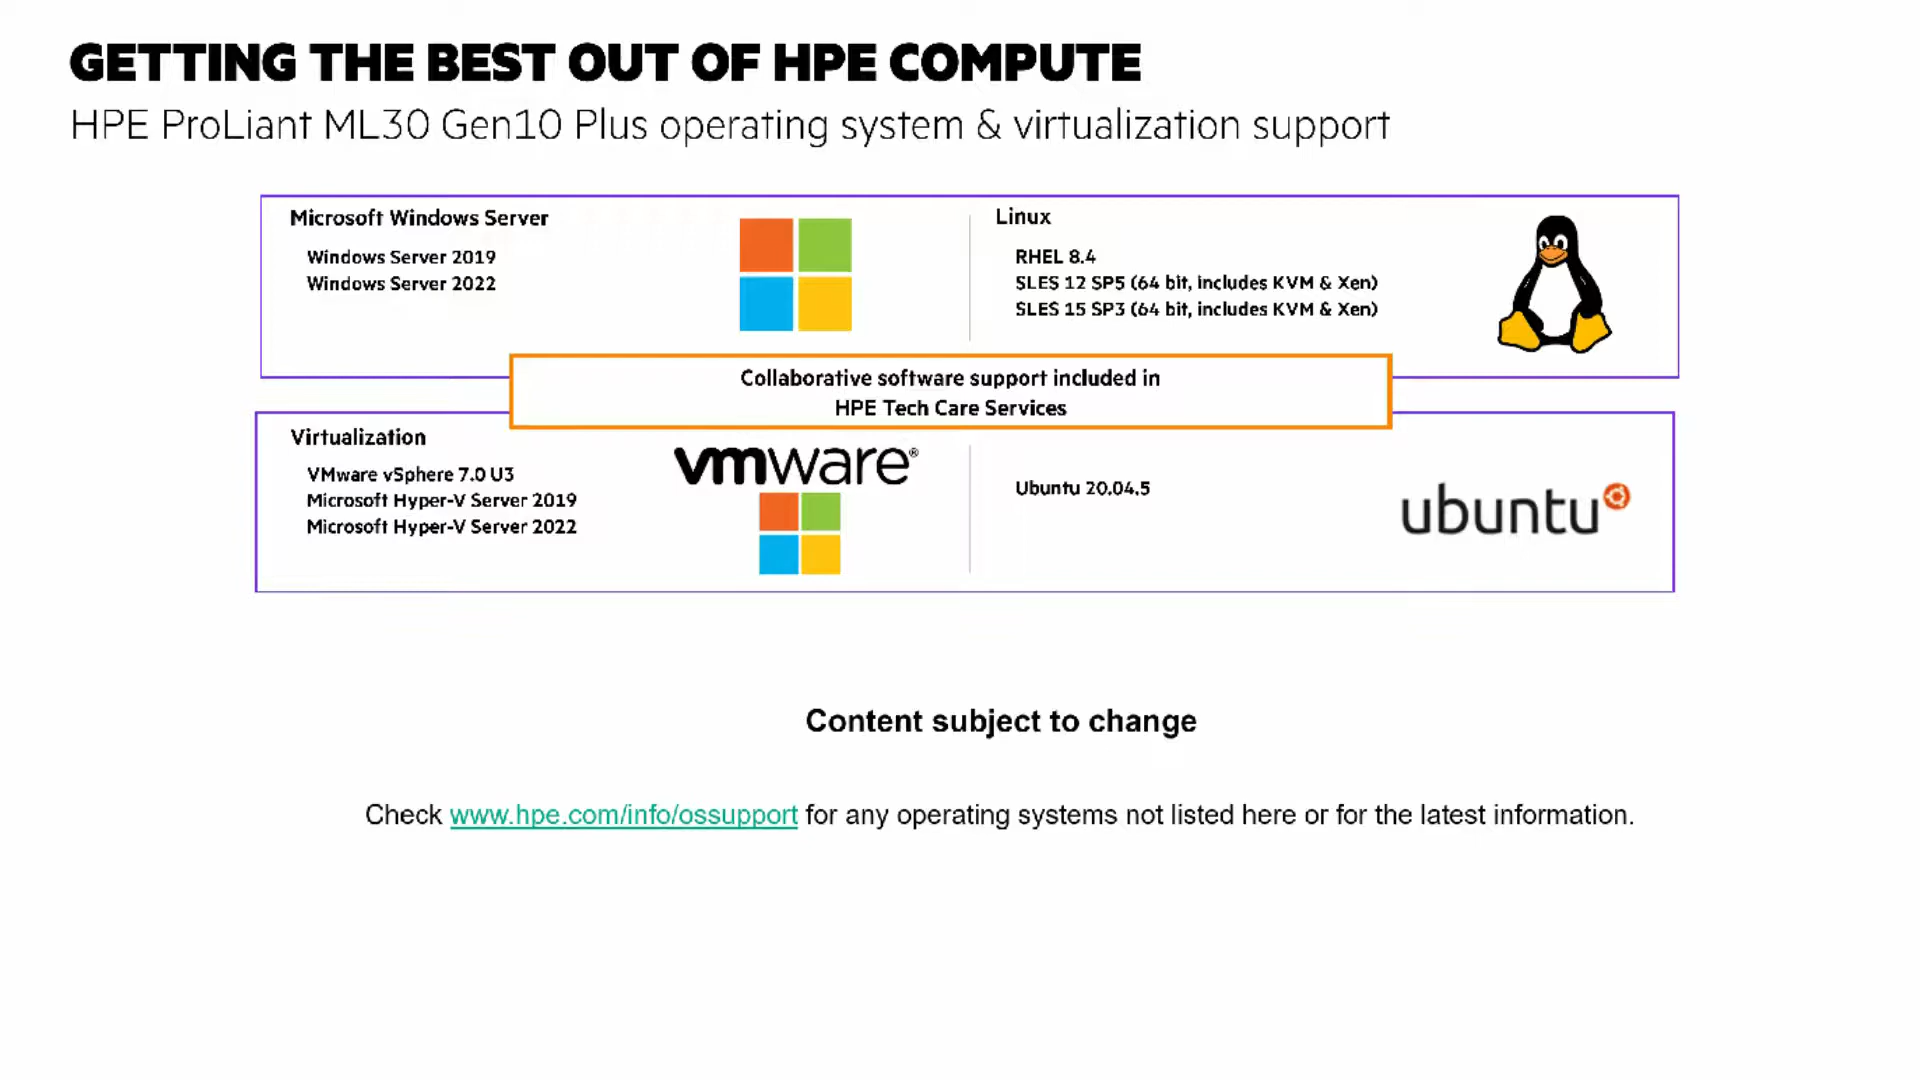 GETTING THE BEST OUT OF HPE COMPUTE
HPE ProLiant ML30 Gen10 Plus operating system & virtualization support
Microsoft Windows Server
Windows Server 2019
Windows Server 2022
Linux
RHEL 8.4
SLES 12 SP5 (64 bit, includes KVM & Xen)
SLES 15 SP3 (64 bit, includes KVM & Xen)
Collaborative software support included in
HPE Tech Care Services
Virtualization
VMware vSphere 7.0 U3
Microsoft Hyper-V Server 2019
Microsoft Hyper-V Server 2022
vmware®
Ubuntu 20.04.5
ubuntu
Content subject to change
Check www.hpe.com/info/ossupport for any operating systems not listed here or for the latest information.